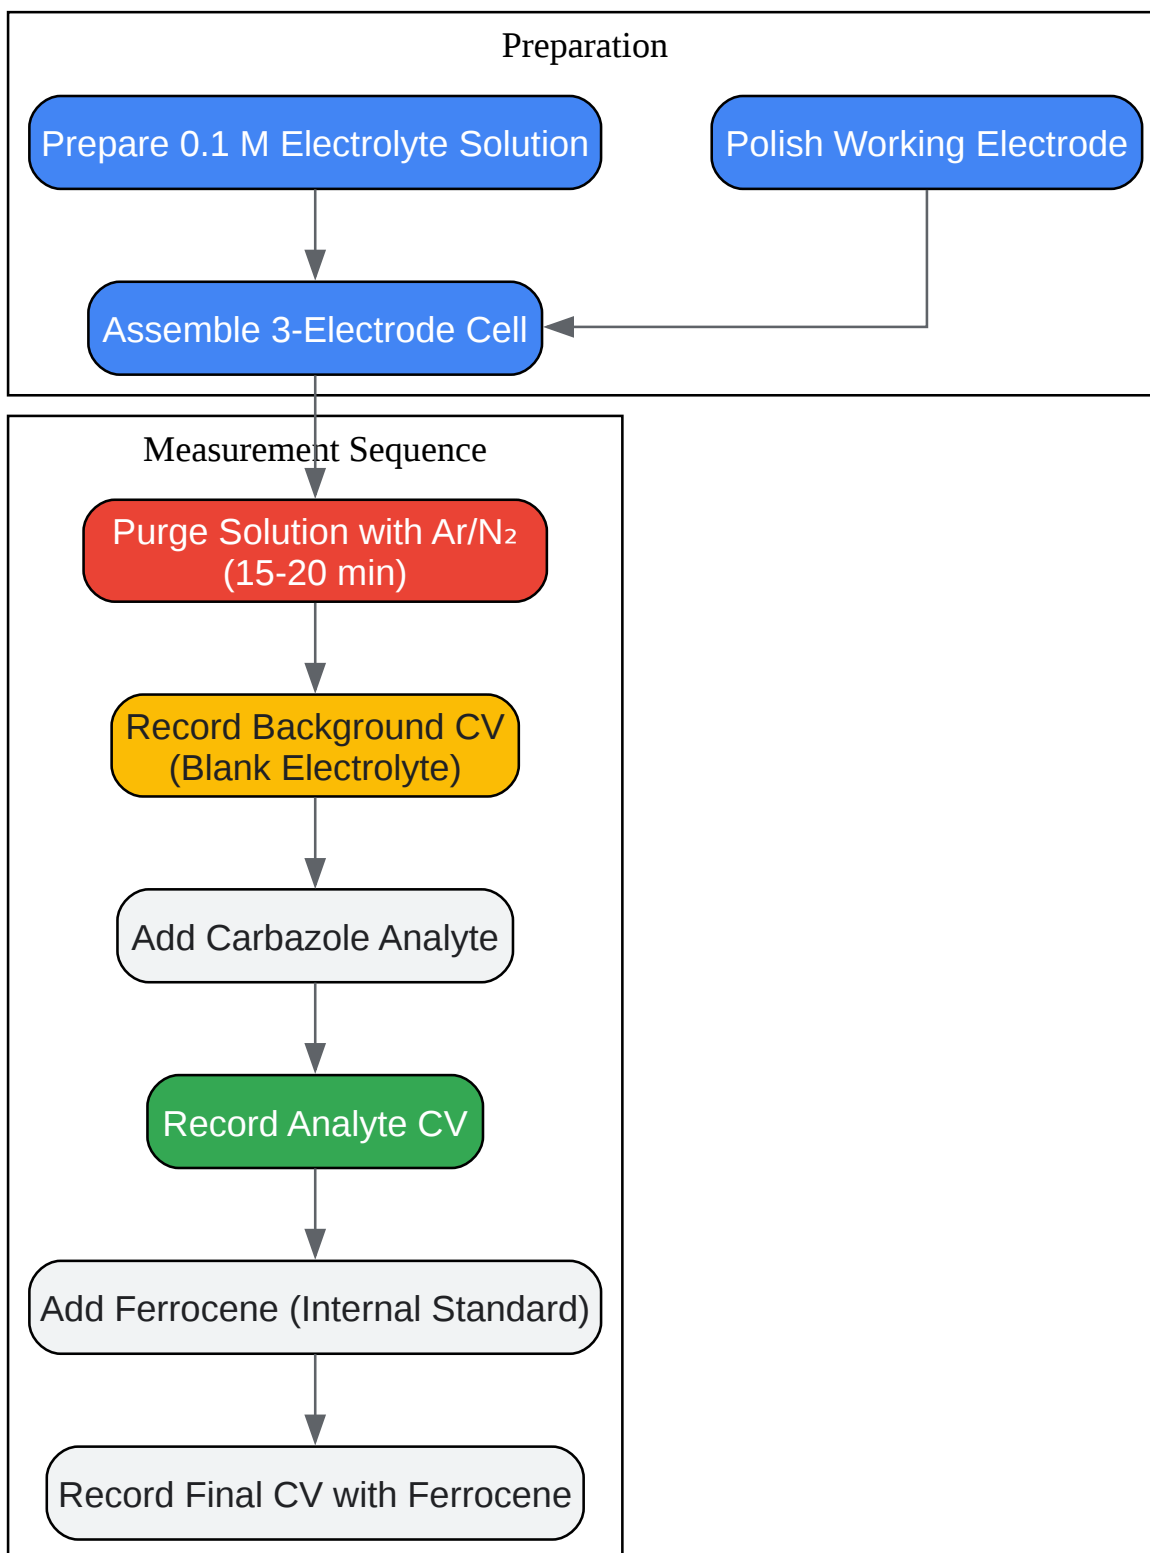 Preparation
Prepare 0.1 M Electrolyte Solution
Polish Working Electrode
Assemble 3-Electrode Cell
Measurement Sequence
Purge Solution with Ar/N₂
(15-20 min)
Record Background CV
(Blank Electrolyte)
Add Carbazole Analyte
Record Analyte CV
Add Ferrocene (Internal Standard)
Record Final CV with Ferrocene